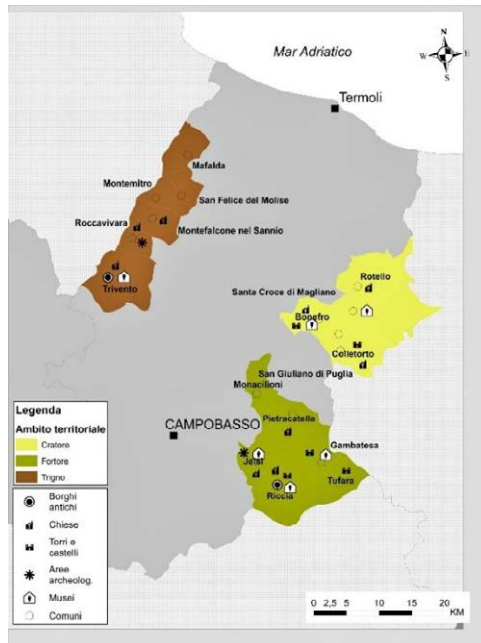 Mar Adriatico
N
W E
S
Termoli
Mafalda
Montemitro
San Felice del Molise
Roccavivara
Montefalcone nel Sannio
Trivento
Rotello
Santa Croce di Magliano
Bonefro
Colletorto
San Giuliano di Puglia
Monacilioni
CAMPOBASSO
Pietracatella
Gambatesa
Jelsi
Tufara
Riccia
Legenda
Ambito territoriale
Cratere
Fortore
Trigno
Borghi
antichi
Chiese
Torri e
castelli
Aree
archeolog.
Musei
Comuni
0 2,5 5 10 15 20
KM